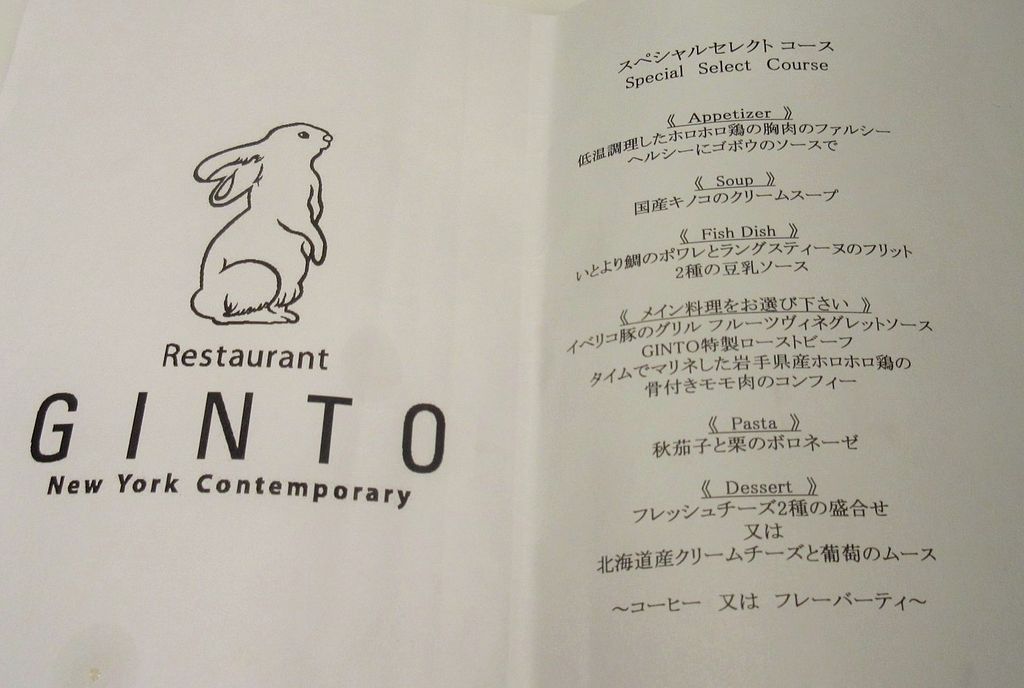 Restaurant
GINTO
New York Contemporary
スペシャルセレクト コース
Special Select Course
《 Appetizer 》
低温調理したホロホロ鶏の胸肉のファルシー
ヘルシーにゴボウのソースで
《 Soup 》
国産キノコのクリームスープ
《 Fish Dish 》
いとより鯛のポワレとラングスティーヌのフリット
2種の豆乳ソース
《 メイン料理をお選び下さい 》
イベリコ豚のグリル フルーツヴィネグレットソース
GINTO特製ローストビーフ
タイムでマリネした岩手県産ホロホロ鶏の
骨付きモモ肉のコンフィー
《 Pasta 》
秋茄子と栗のボロネーゼ
《 Dessert 》
フレッシュチーズ2種の盛合せ
又は
北海道産クリームチーズと葡萄のムース
～コーヒー 又は フレーバーティ～